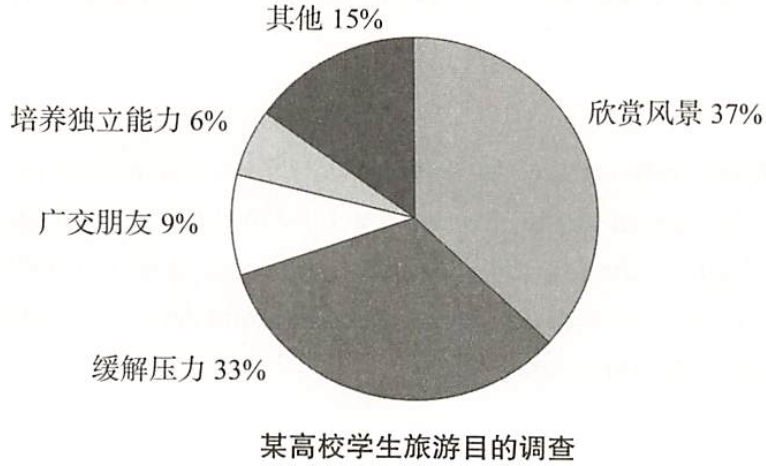 其他 15%
欣赏风景 37%
培养独立能力 6%
广交朋友 9%
缓解压力 33%
某高校学生旅游目的调查